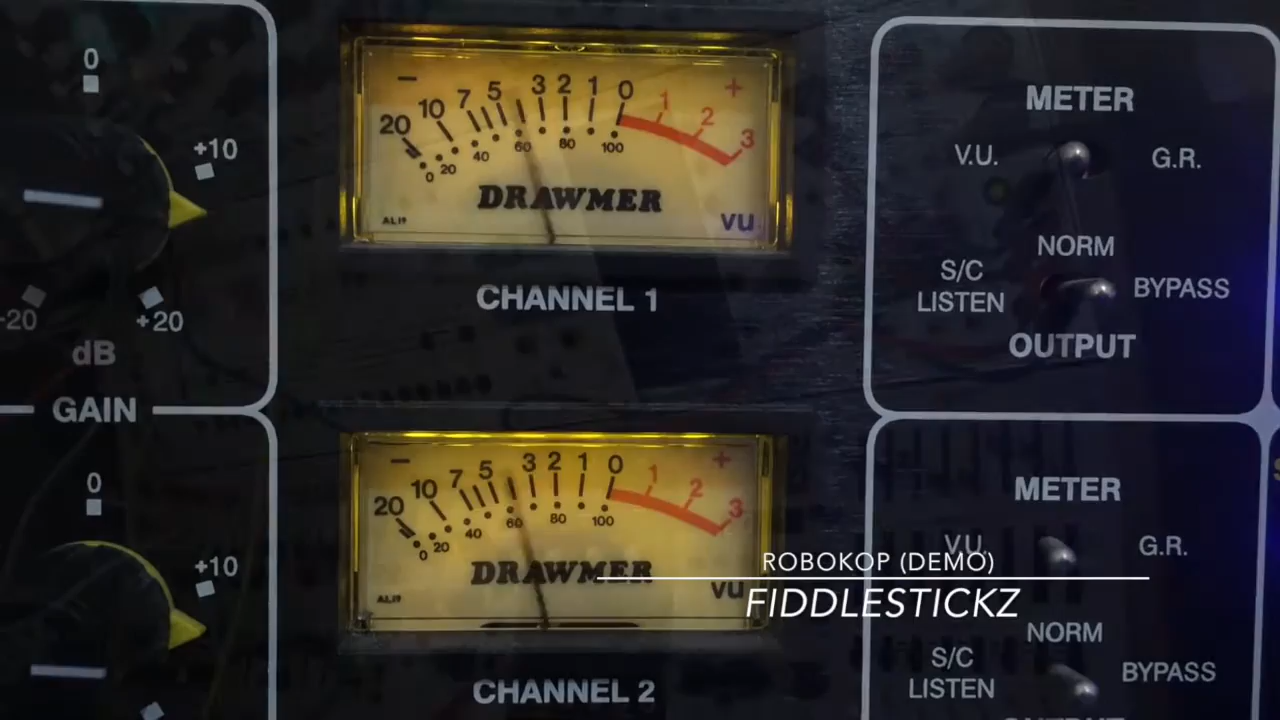 0
+10
-20
+20
dB
GAIN
0
+10
- 20 10 7 5 3 2 1 0 1 2 3 +
0 20 40 60 80 100
DRAWMER
AL19
vu
CHANNEL 1
METER
V.U.
G.R.
NORM
S/C
LISTEN
BYPASS
OUTPUT
- 20 10 7 5 3 2 1 0 1 2 3 +
0 20 40 60 80 100
DRAWMER
AL19
vu
CHANNEL 2
METER
V.U.
G.R.
ROBOKOP (DEMO)
FIDDLESTICKZ
NORM
S/C
LISTEN
BYPASS
OUTPUT